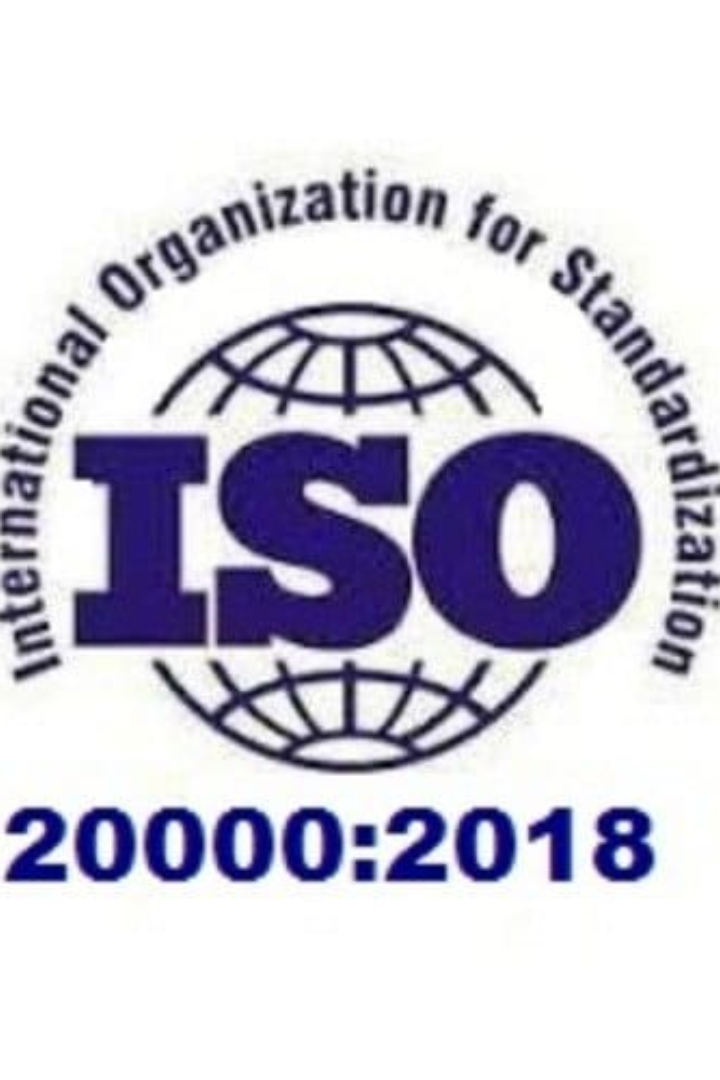 International Organization for Standardization
ISO
20000:2018